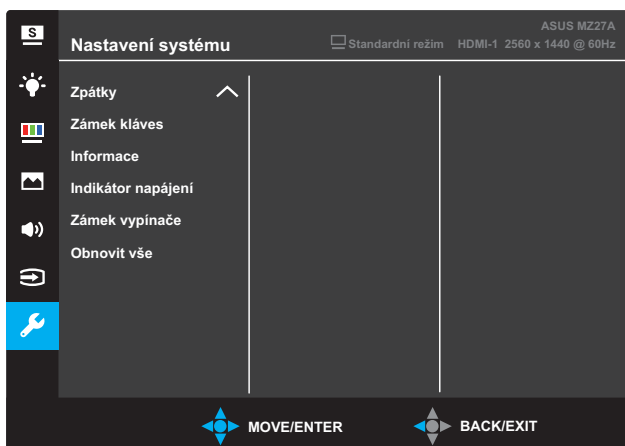 S
ASUS MZ27A
Nastavení systému
Standardní režim HDMI-1 2560 x 1440 @ 60Hz
Zpátky
Zámek kláves
Informace
Indikátor napájení
Zámek vypínače
Obnovit vše
MOVE/ENTER BACK/EXIT